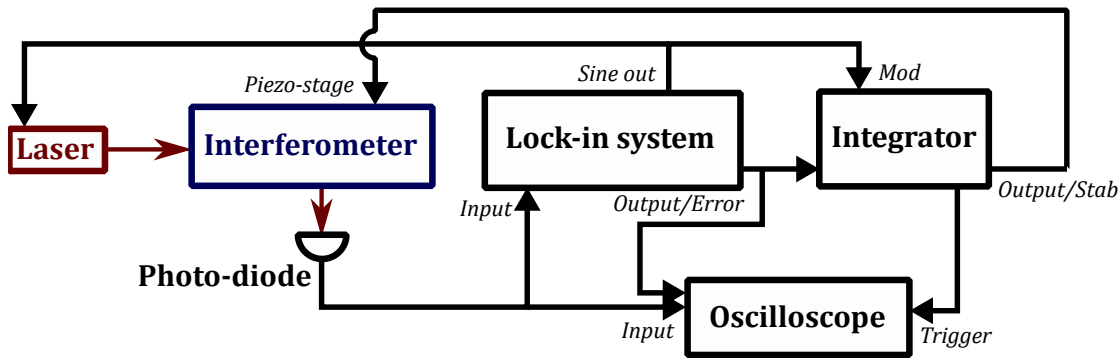 Sine out
Mod
Piezo-stage
Laser
Interferometer
Lock-in system
Integrator
Input
Output/Error
Output/Stab
Photo-diode
Input
Oscilloscope
Trigger